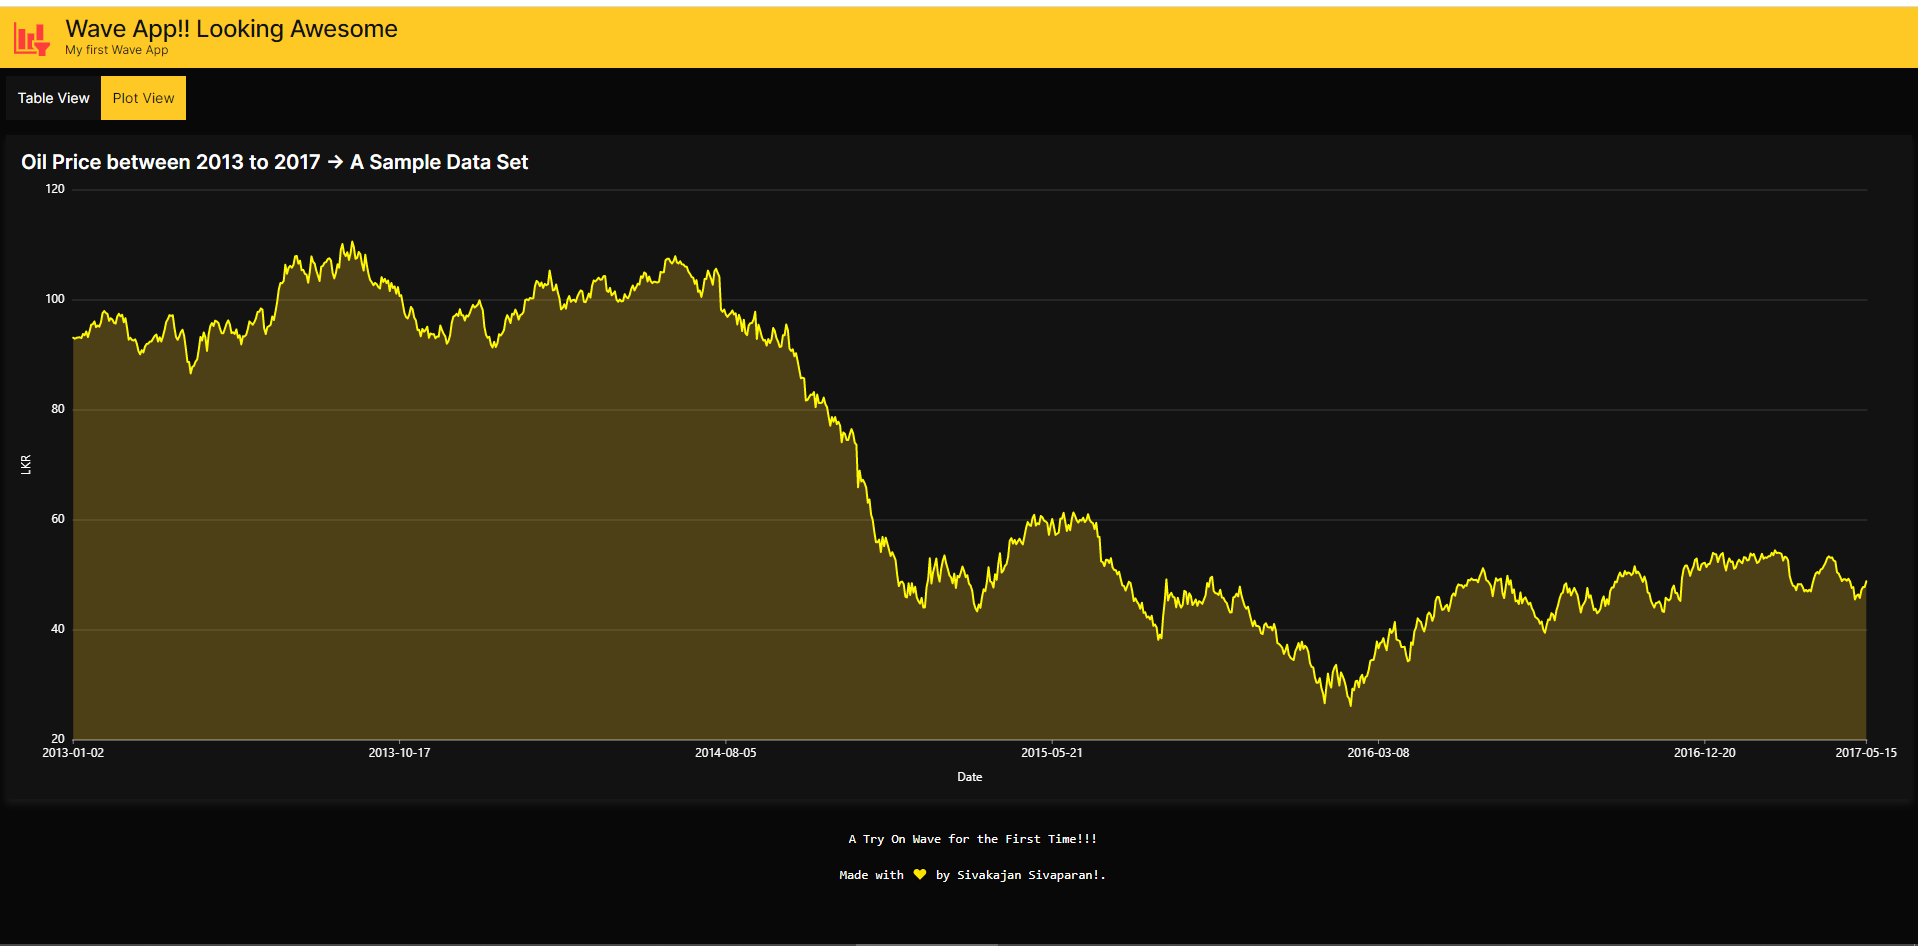 Wave App!! Looking Awesome
My first Wave App
Table View
Plot View
Oil Price between 2013 to 2017 → A Sample Data Set
120
100
80
60
40
20
LKR
2013-01-02
2013-10-17
2014-08-05
2015-05-21
2016-03-08
2016-12-20
2017-05-15
Date
A Try On Wave for the First Time!!!
Made with 💛 by Sivakajan Sivaparan!.